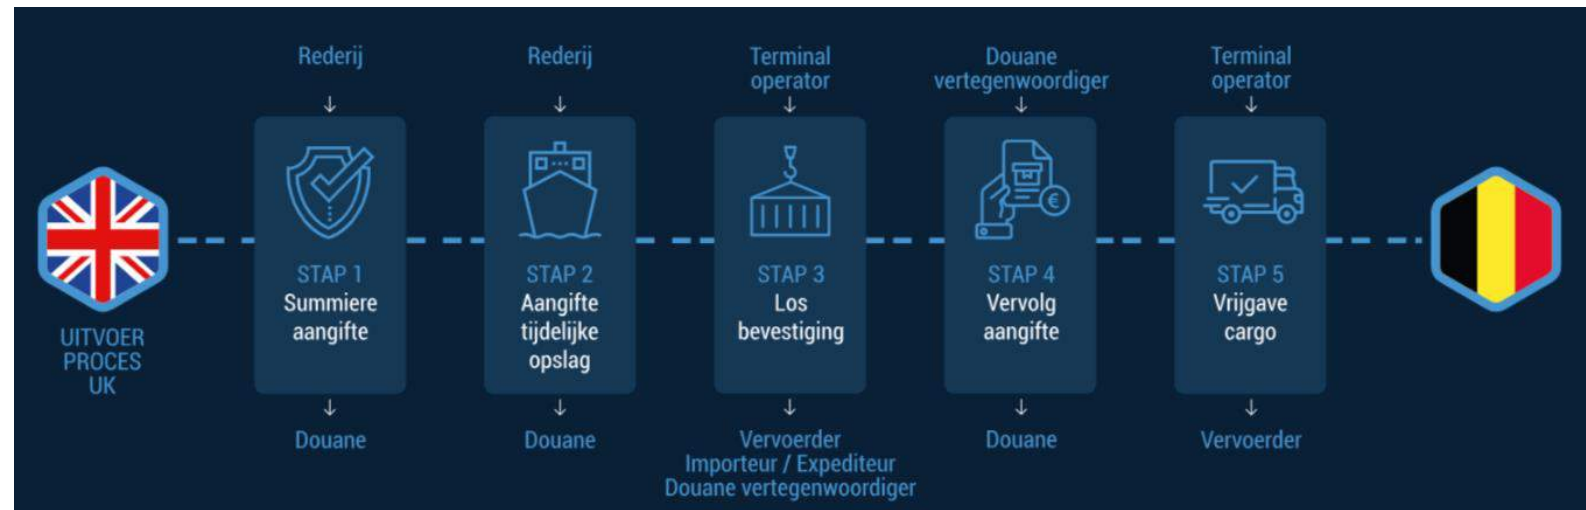 Rederij
Rederij
Terminal
operator
Douane
vertegenwoordiger
Terminal
operator
UITVOER
PROCES
UK
STAP 1
Summiere
aangifte
STAP 2
Aangifte
tijdelijke
opslag
STAP 3
Los
bevestiging
STAP 4
Vervolg
aangifte
STAP 5
Vrijgave
cargo
Douane
Douane
Vervoerder
Importeur / Expediteur
Douane vertegenwoordiger
Douane
Vervoerder